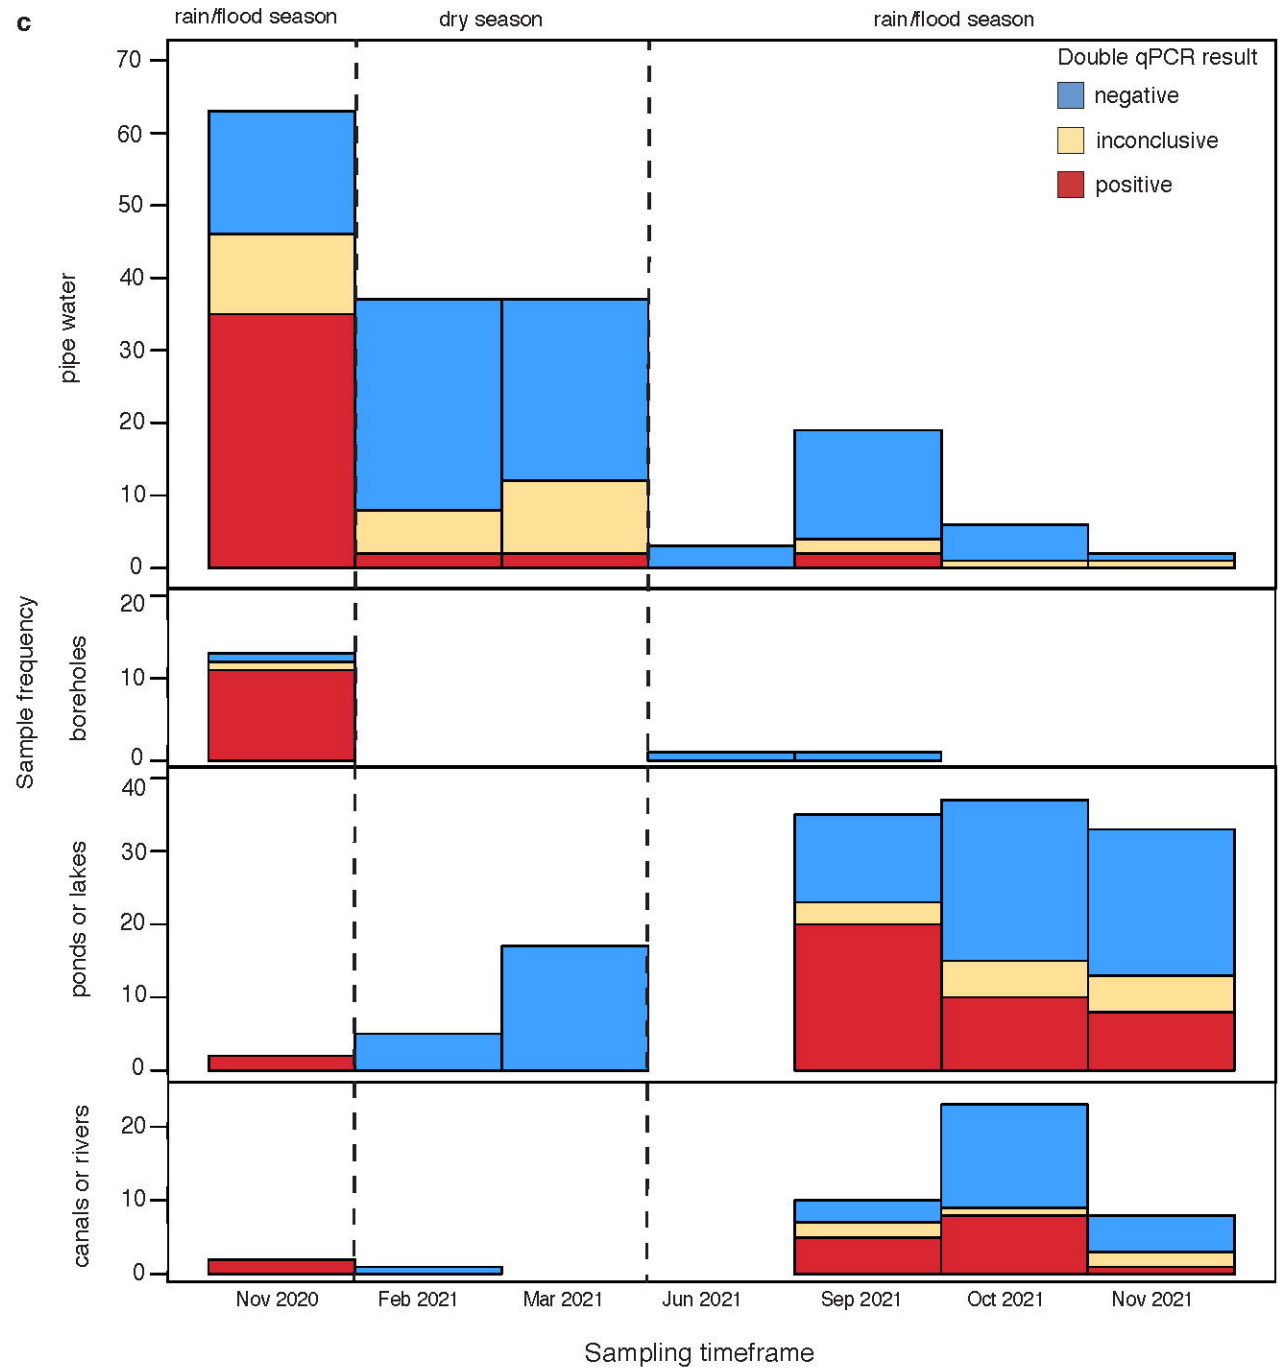 c
rain/flood season
dry season
rain/flood season
Double qPCR result
negative
inconclusive
positive
70
60
50
40
30
20
10
0
pipe water
20
10
0
boreholes
Sample frequency
40
30
20
10
0
ponds or lakes
20
10
0
canals or rivers
Nov 2020
Feb 2021
Mar 2021
Jun 2021
Sep 2021
Oct 2021
Nov 2021
Sampling timeframe